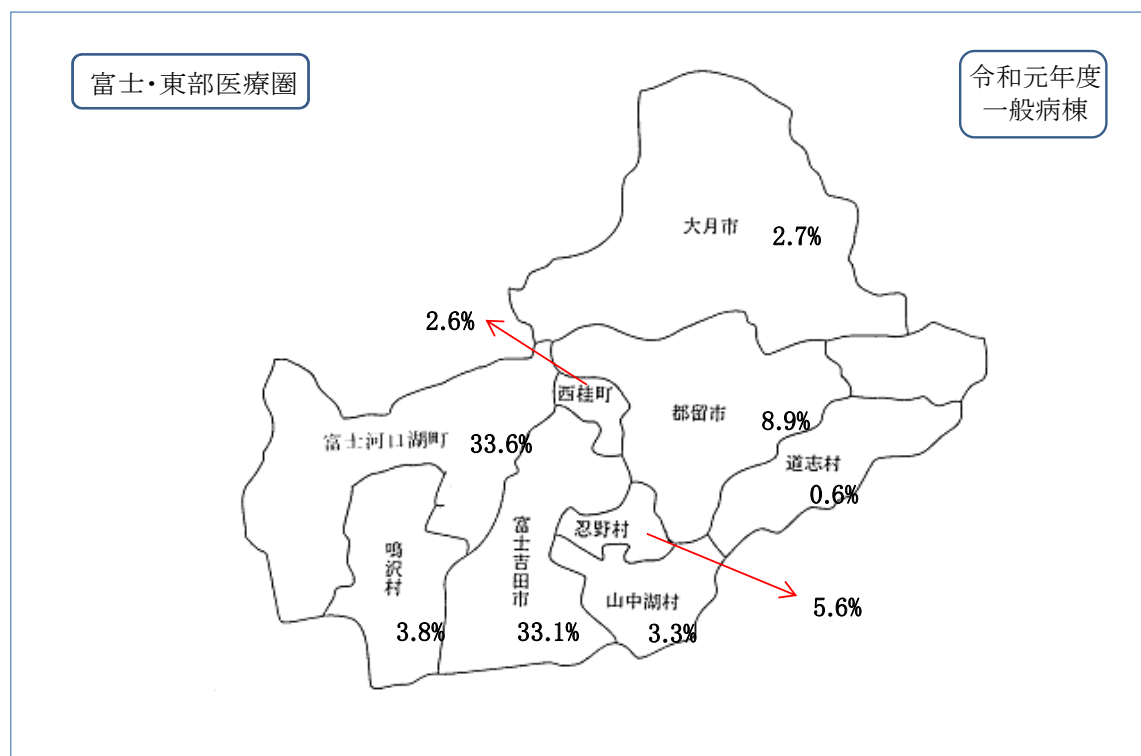 富士・東部医療圏
令和元年度
一般病棟
大月市
2.7%
2.6%
西桂町
都留市
8.9%
富士河口湖町
33.6%
道志村
0.6%
鳴沢村
3.8%
富士吉田市
33.1%
忍野村
5.6%
山中湖村
3.3%